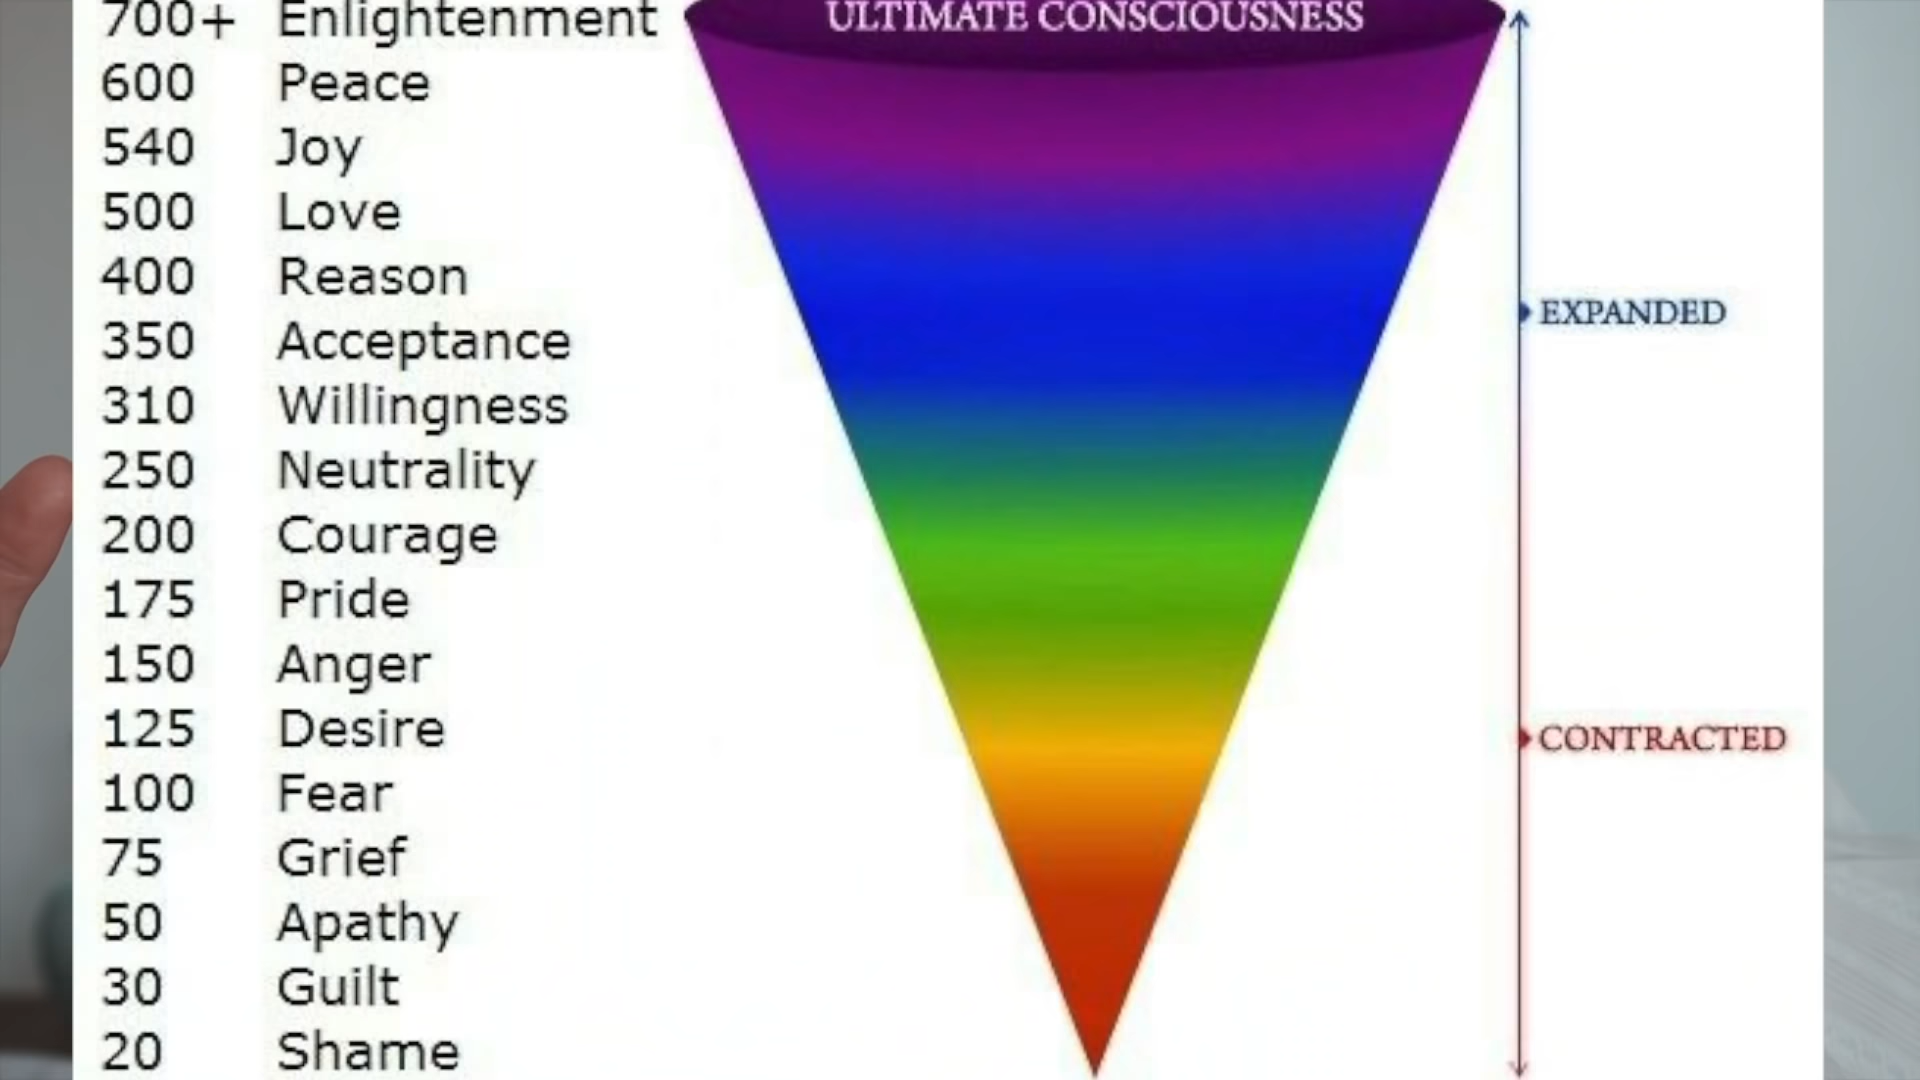 700+ Enlightenment
ULTIMATE CONSCIOUSNESS
600 Peace
540 Joy
500 Love
400 Reason
EXPANDED
350 Acceptance
310 Willingness
250 Neutrality
200 Courage
175 Pride
150 Anger
125 Desire
CONTRACTED
100 Fear
75 Grief
50 Apathy
30 Guilt
20 Shame